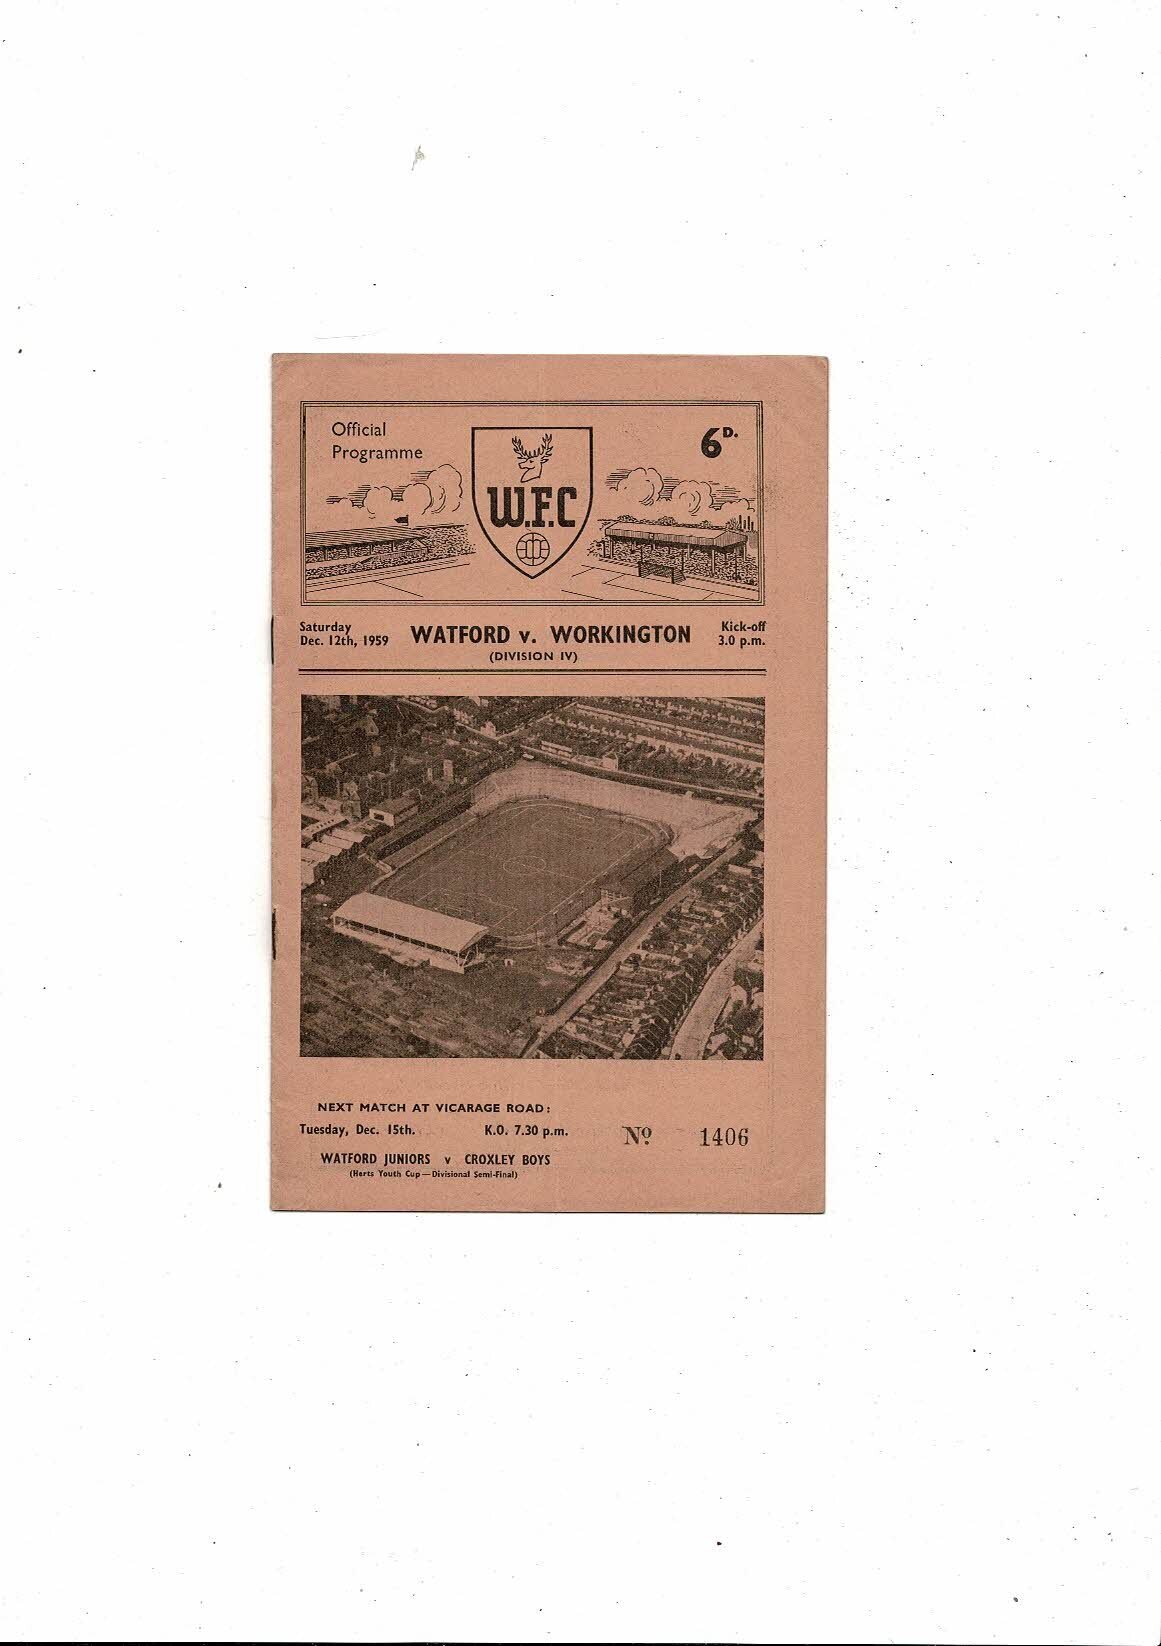 Official
Programme
6D.
W.F.C
Saturday
Dec. 12th, 1959
WATFORD v. WORKINGTON
(DIVISION IV)
Kick-off
3.0 p.m.
NEXT MATCH AT VICARAGE ROAD:
Tuesday, Dec. 15th. K.O. 7.30 p.m.
WATFORD JUNIORS v CROXLEY BOYS
(Herts Youth Cup—Divisional Semi-Final)
Nº 1406